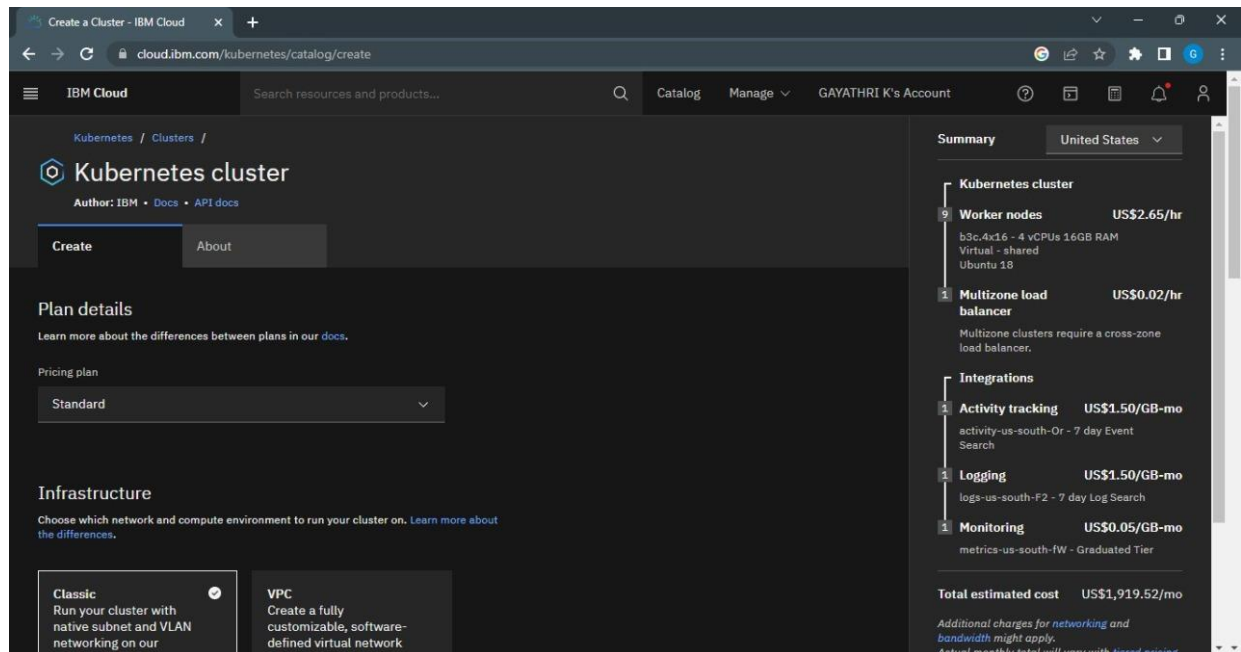 Create a Cluster - IBM Cloud
cloud.ibm.com/kubernetes/catalog/create
G
IBM Cloud
Search resources and products...
Catalog
Manage
GAYATHRI K's Account
Kubernetes / Clusters /
Kubernetes cluster
Author: IBM • Docs • API docs
Create
About
Plan details
Learn more about the differences between plans in our docs.
Pricing plan
Standard
Infrastructure
Choose which network and compute environment to run your cluster on. Learn more about
the differences.
Classic
Run your cluster with
native subnet and VLAN
networking on our
VPC
Create a fully
customizable, software-
defined virtual network
Summary
United States
Kubernetes cluster
9 Worker nodes US$2.65/hr
b3c.4x16 - 4 vCPUs 16GB RAM
Virtual - shared
Ubuntu 18
1 Multizone load US$0.02/hr
balancer
Multizone clusters require a cross-zone
load balancer.
Integrations
1 Activity tracking US$1.50/GB-mo
activity-us-south-Or - 7 day Event
Search
1 Logging US$1.50/GB-mo
logs-us-south-F2 - 7 day Log Search
1 Monitoring US$0.05/GB-mo
metrics-us-south-fW - Graduated Tier
Total estimated cost US$1,919.52/mo
Additional charges for networking and
bandwidth might apply.
Actual monthly total will vary with tiered pricing